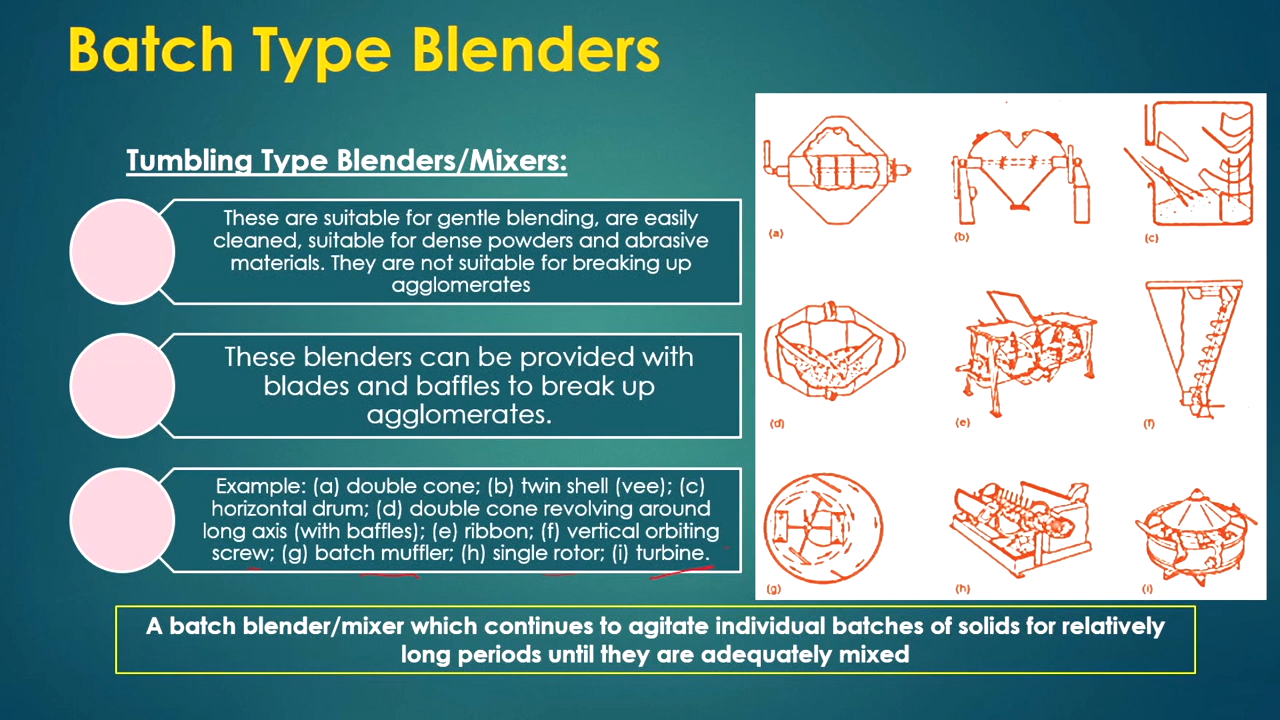 Batch Type Blenders
Tumbling Type Blenders/Mixers:
These are suitable for gentle blending, are easily
cleaned, suitable for dense powders and abrasive
materials. They are not suitable for breaking up
agglomerates
These blenders can be provided with
blades and baffles to break up
agglomerates.
Example: (a) double cone; (b) twin shell (vee); (c)
horizontal drum; (d) double cone revolving around
long axis (with baffles); (e) ribbon; (f) vertical orbiting
screw; (g) batch muffler; (h) single rotor; (i) turbine.
(a)
(b)
(c)
(d)
(e)
(f)
(g)
(h)
(i)
A batch blender/mixer which continues to agitate individual batches of solids for relatively
long periods until they are adequately mixed